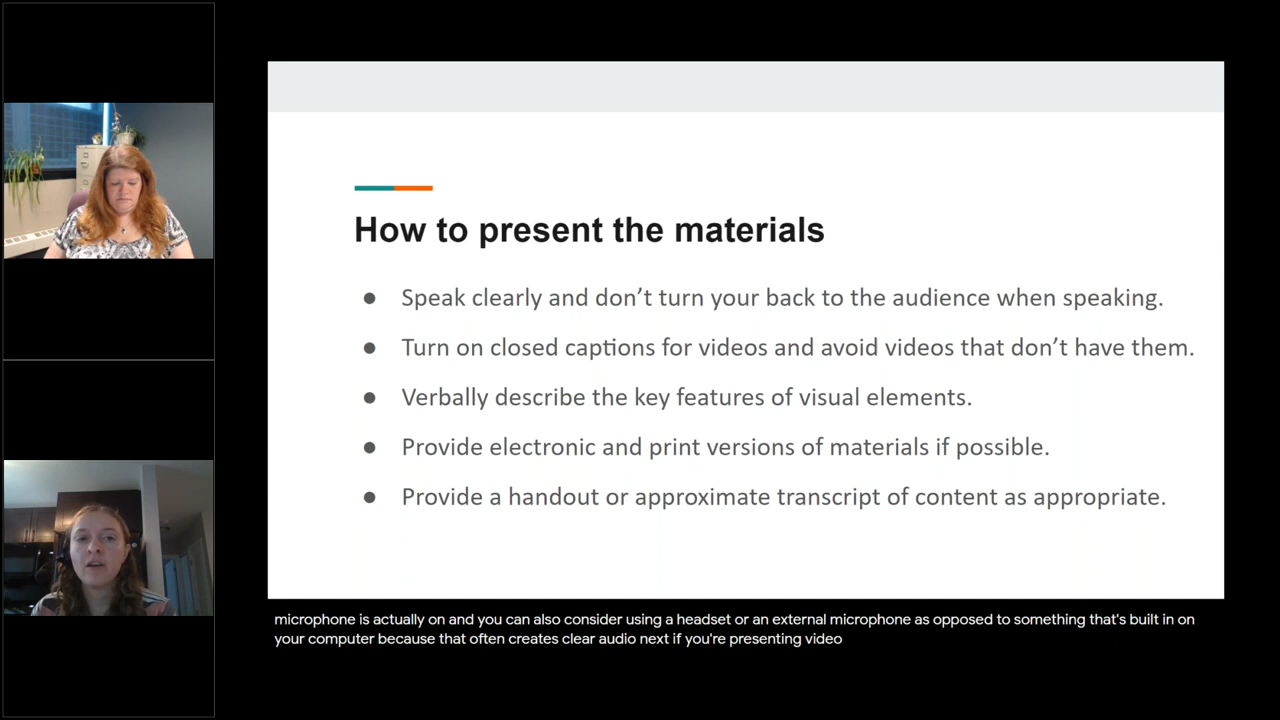 How to present the materials
● Speak clearly and don’t turn your back to the audience when speaking.
● Turn on closed captions for videos and avoid videos that don’t have them.
● Verbally describe the key features of visual elements.
● Provide electronic and print versions of materials if possible.
● Provide a handout or approximate transcript of content as appropriate.
microphone is actually on and you can also consider using a headset or an external microphone as opposed to something that's built in on
your computer because that often creates clear audio next if you're presenting video